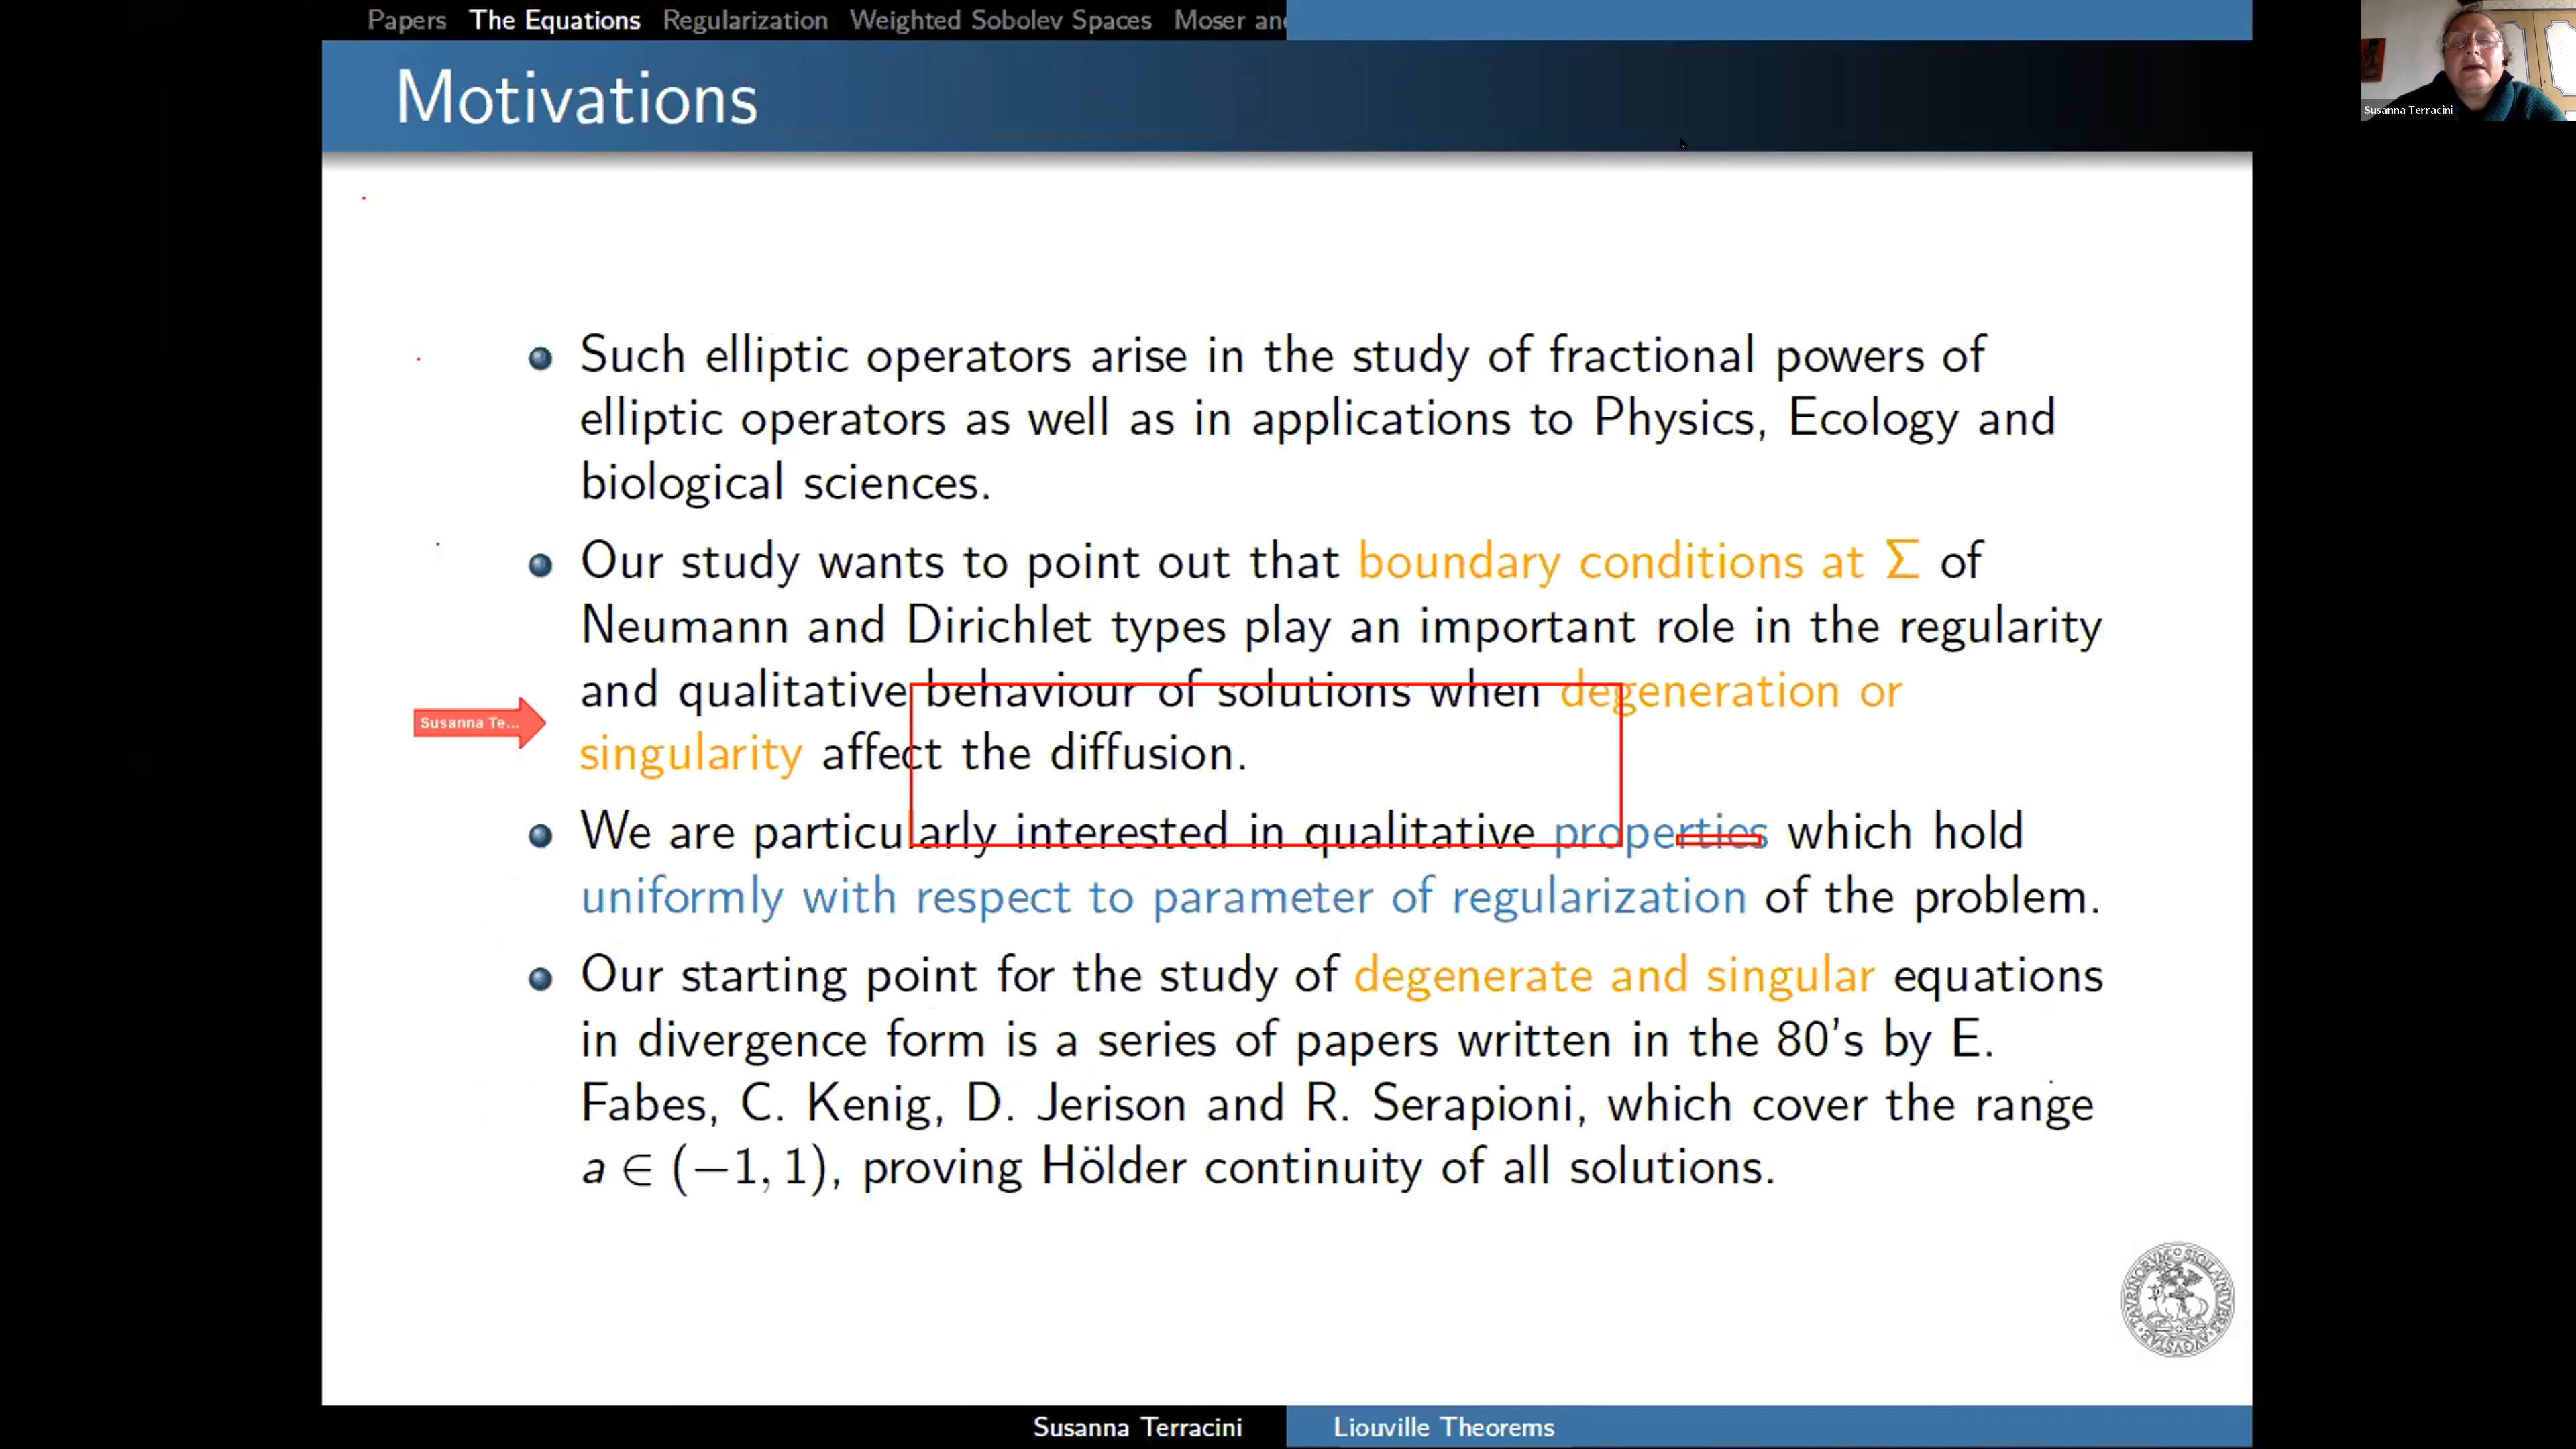 Papers The Equations Regularization Weighted Sobolev Spaces Moser and
Motivations
Susanna Terracini
Such elliptic operators arise in the study of fractional powers of
elliptic operators as well as in applications to Physics, Ecology and
biological sciences.
Our study wants to point out that boundary conditions at Σ of
Neumann and Dirichlet types play an important role in the regularity
and qualitative behaviour of solutions when degeneration or
Susanna Te...
singularity affect the diffusion.
We are particularly interested in qualitative properties which hold
uniformly with respect to parameter of regularization of the problem.
Our starting point for the study of degenerate and singular equations
in divergence form is a series of papers written in the 80's by E.
Fabes, C. Kenig, D. Jerison and R. Serapioni, which cover the range
a ∈ (−1, 1), proving Hölder continuity of all solutions.
Susanna Terracini Liouville Theorems